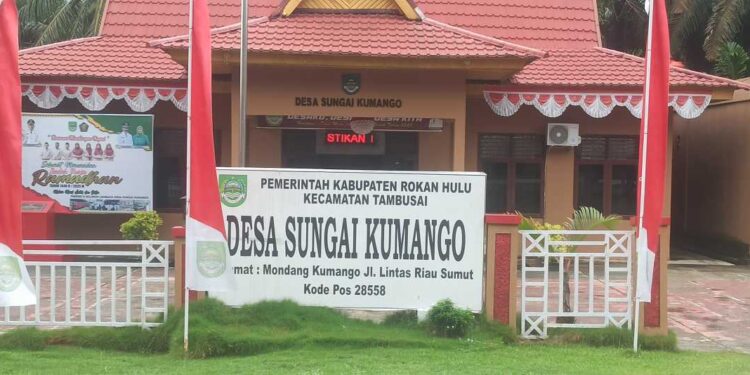 DESA SUNGAI KUMANGO
STIKAN
Ramadhan
PEMERINTAH KABUPATEN ROKAN HULU
KECAMATAN TAMBUSAI
DESA SUNGAI KUMANGO
mat : Mondang Kumango Jl. Lintas Riau Sumut
Kode Pos 28558